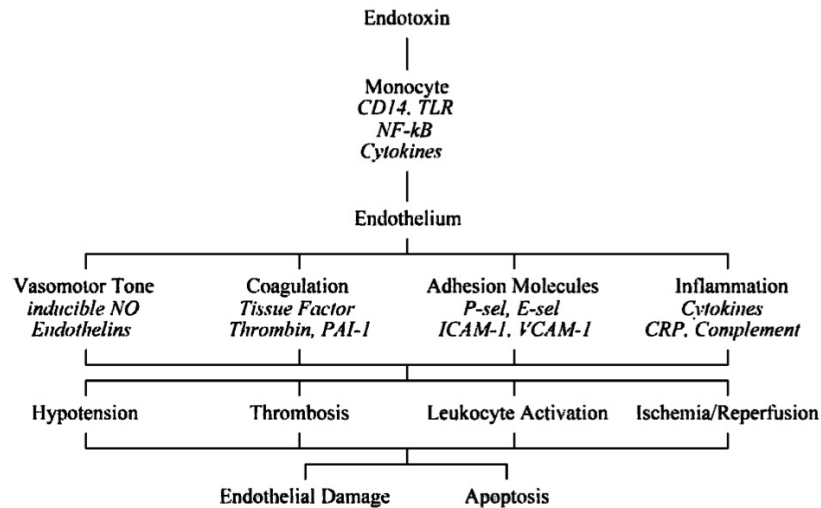 Endotoxin
Monocyte
CD14, TLR
NF-kB
Cytokines
Endothelium
Vasomotor Tone
inducible NO
Endothelins
Coagulation
Tissue Factor
Thrombin, PAI-1
Adhesion Molecules
P-sel, E-sel
ICAM-1, VCAM-1
Inflammation
Cytokines
CRP, Complement
Hypotension
Thrombosis
Leukocyte Activation
Ischemia/Reperfusion
Endothelial Damage
Apoptosis